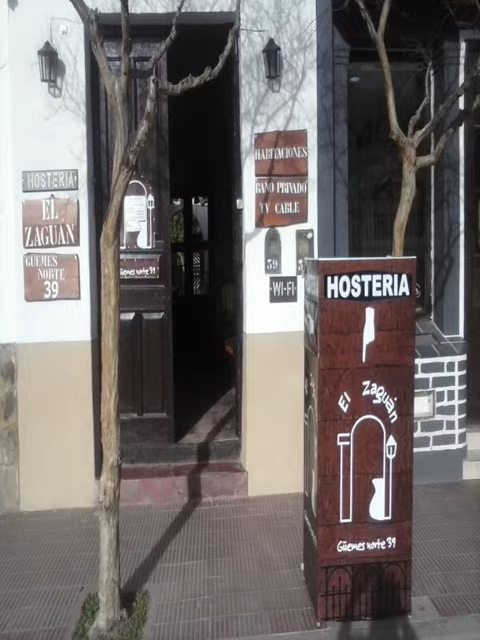 HOSTERIA
EL
ZAGUAN
GUEMES
NORTE
39
Güemes norte 39
HABITACIONES
BANO PRIVADO
TV CABLE
39
WI-FI
HOSTERIA
El Zaguán
Güemes norte 39